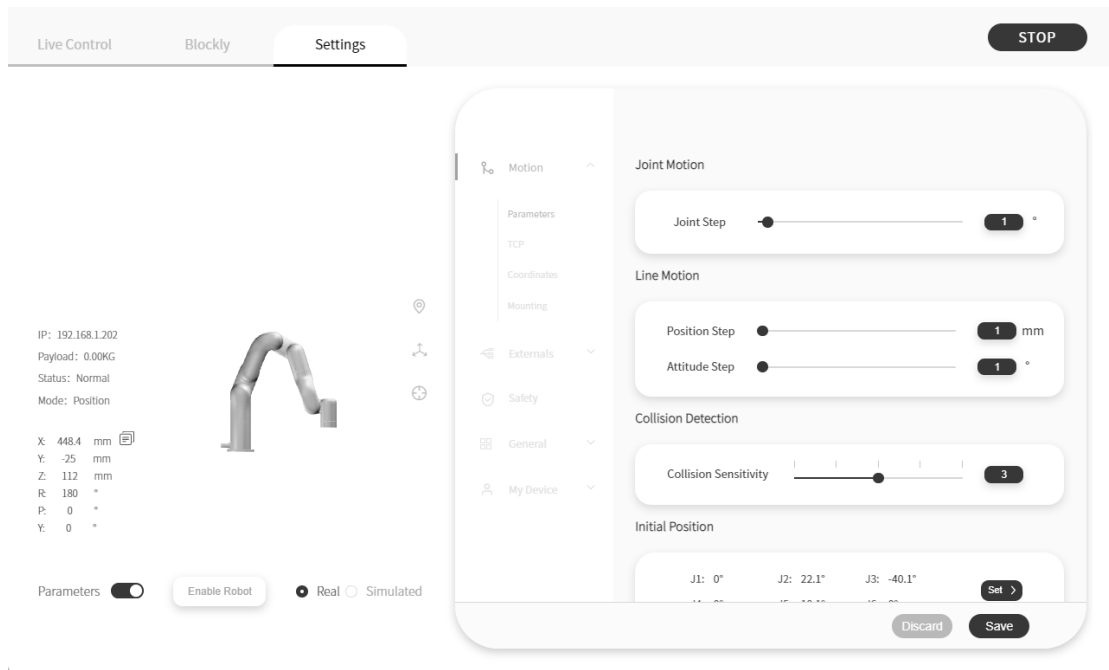 Live Control
Blockly
Settings
STOP
IP: 192.168.1.202
Payload: 0.00KG
Status: Normal
Mode: Position
X: 448.4 mm
Y: -25 mm
Z: 112 mm
R: 180 °
P: 0 °
Y: 0 °
Parameters
Enable Robot
Real
Simulated
Motion
Parameters
TCP
Coordinates
Mounting
Externals
Safety
General
My Device
Joint Motion
Joint Step 1 °
Line Motion
Position Step 1 mm
Attitude Step 1 °
Collision Detection
Collision Sensitivity 3
Initial Position
J1: 0° J2: 22.1° J3: -40.1°
Set >
Discard
Save